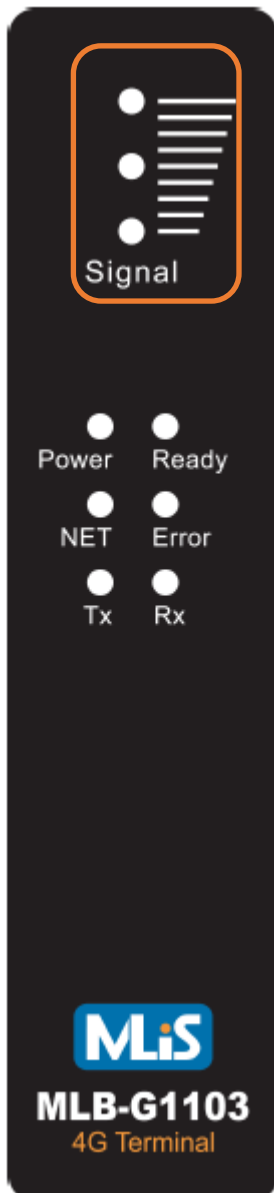 Signal
Power Ready
NET Error
Tx Rx
MLiS
MLB-G1103
4G Terminal